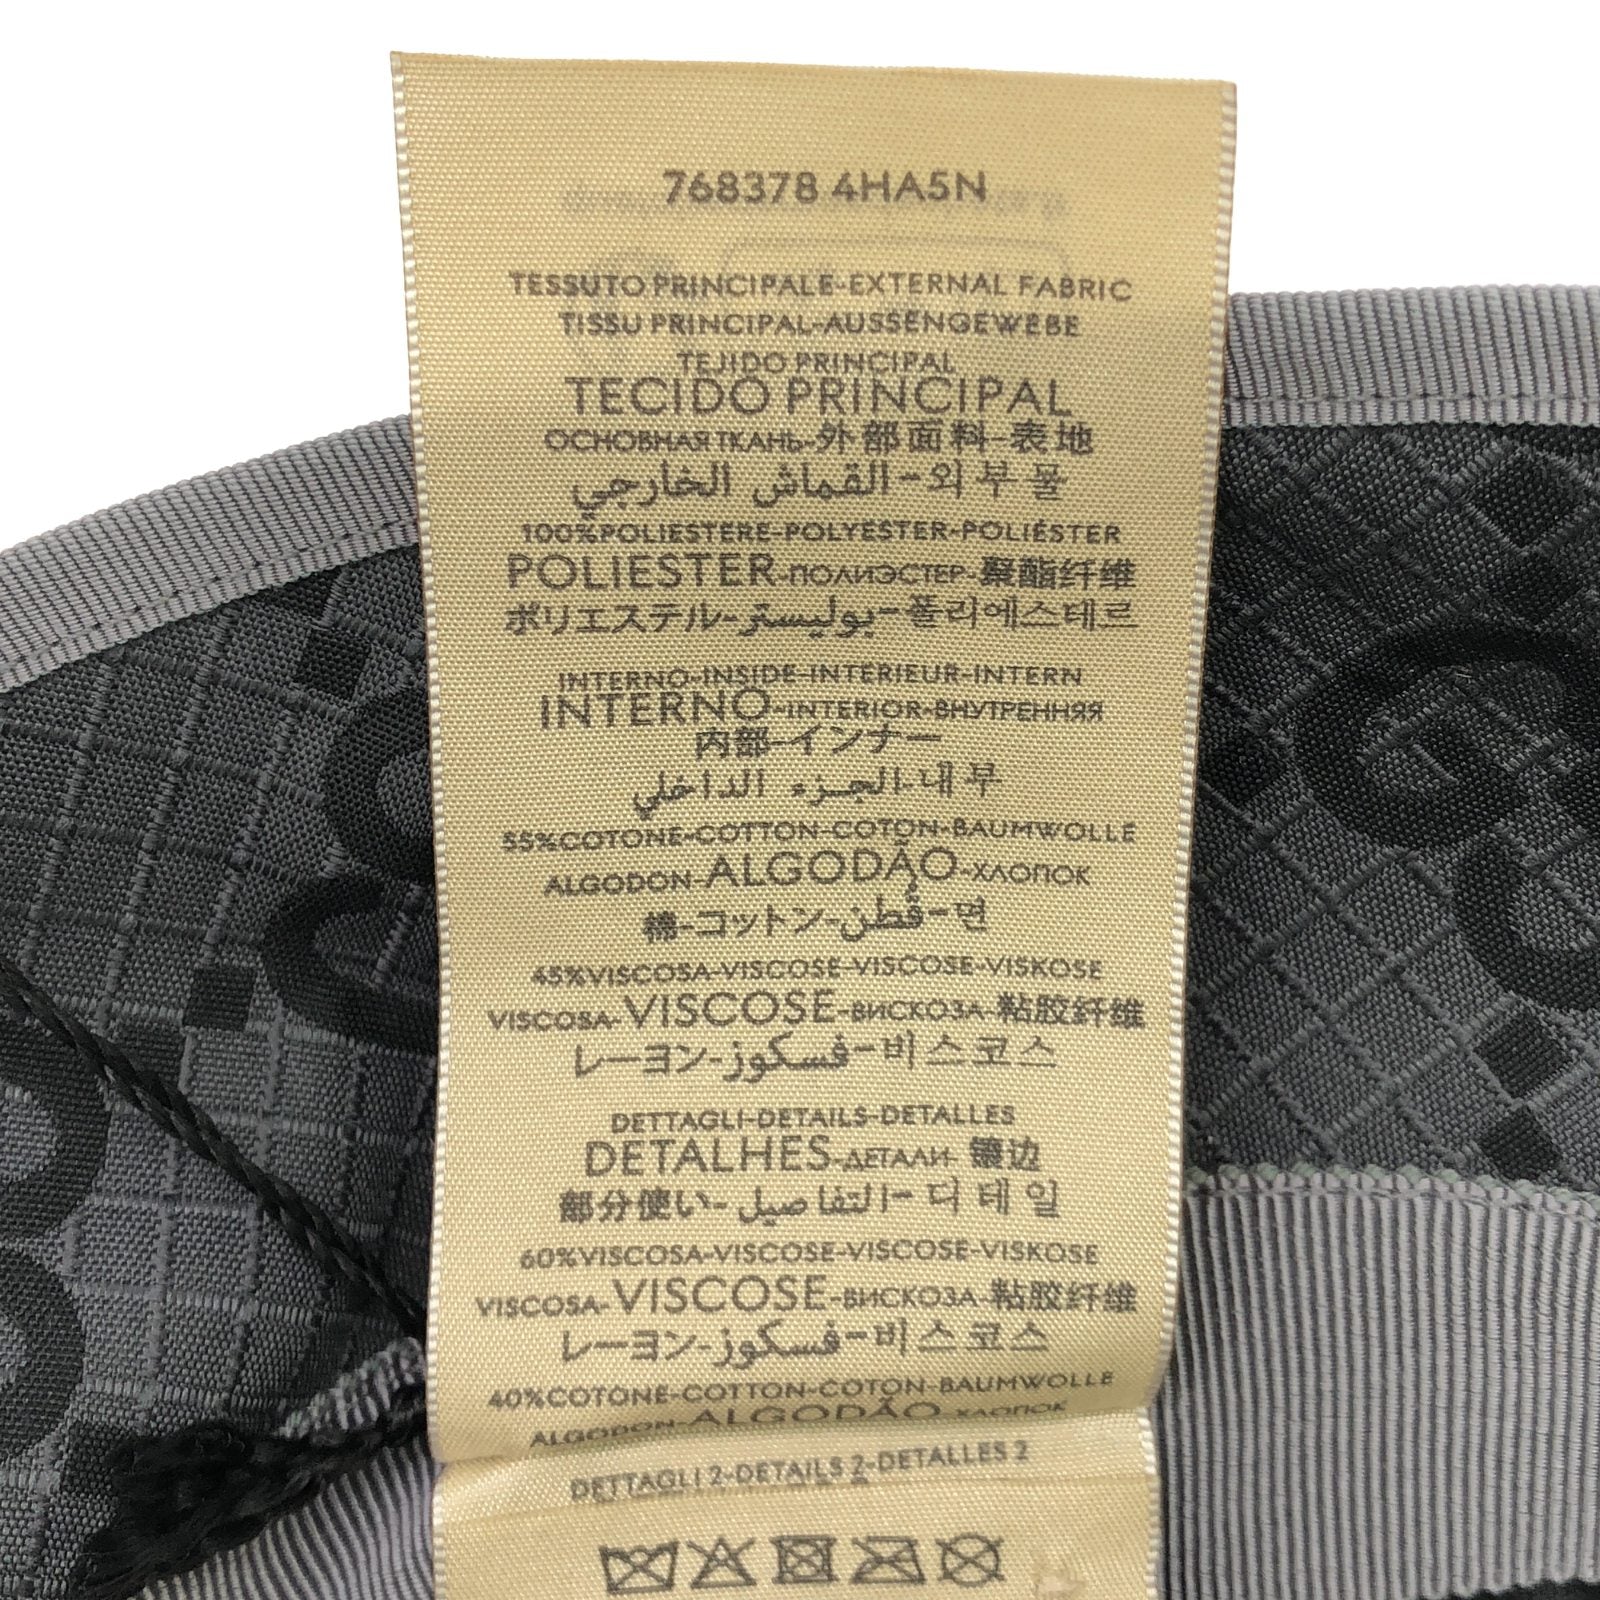 768378 4HA5N
TESSUTO PRINCIPALE-EXTERNAL FABRIC
TISSU PRINCIPAL-AUSSENGEWEBE
TEJIDO PRINCIPAL
TECIDO PRINCIPAL
ОСНОВНАЯ ТКАНЬ-外部面料-表地
القماش الخارجي-외부물
100%POLIESTERE-POLYESTER-POLIÉSTER
POLIESTER-ПОЛИЭСТЕР-聚酯纤维
ポリエステル-بوليستر-폴리에스테르
INTERNO-INSIDE-INTERIEUR-INTERN
INTERNO-INTERIOR-ВНУТРЕННЯЯ
内部-インナー
الجزء الداخلي-내부
55%COTONE-COTTON-COTON-BAUMWOLLE
ALGODON-ALGODÃO-ХЛОПОК
棉-コットン-قطن-면
45%VISCOSA-VISCOSE-VISCOSE-VISKOSE
VISCOSA-VISCOSE-ВИСКОЗА-粘胶纤维
レーヨン-فسكوز-비스코스
DETTAGLI-DETAILS-DETALLES
DETALHES-ДЕТАЛИ-镶边
部分使い-التفاصيل-디테일
60%VISCOSA-VISCOSE-VISCOSE-VISKOSE
VISCOSA-VISCOSE-ВИСКОЗА-粘胶纤维
レーヨン-فسكوز-비스코스
40%COTONE-COTTON-COTON-BAUMWOLLE
ALGODON-ALGODÃO ХЛОПОК
DETTAGLI 2-DETAILS 2-DETALLES 2